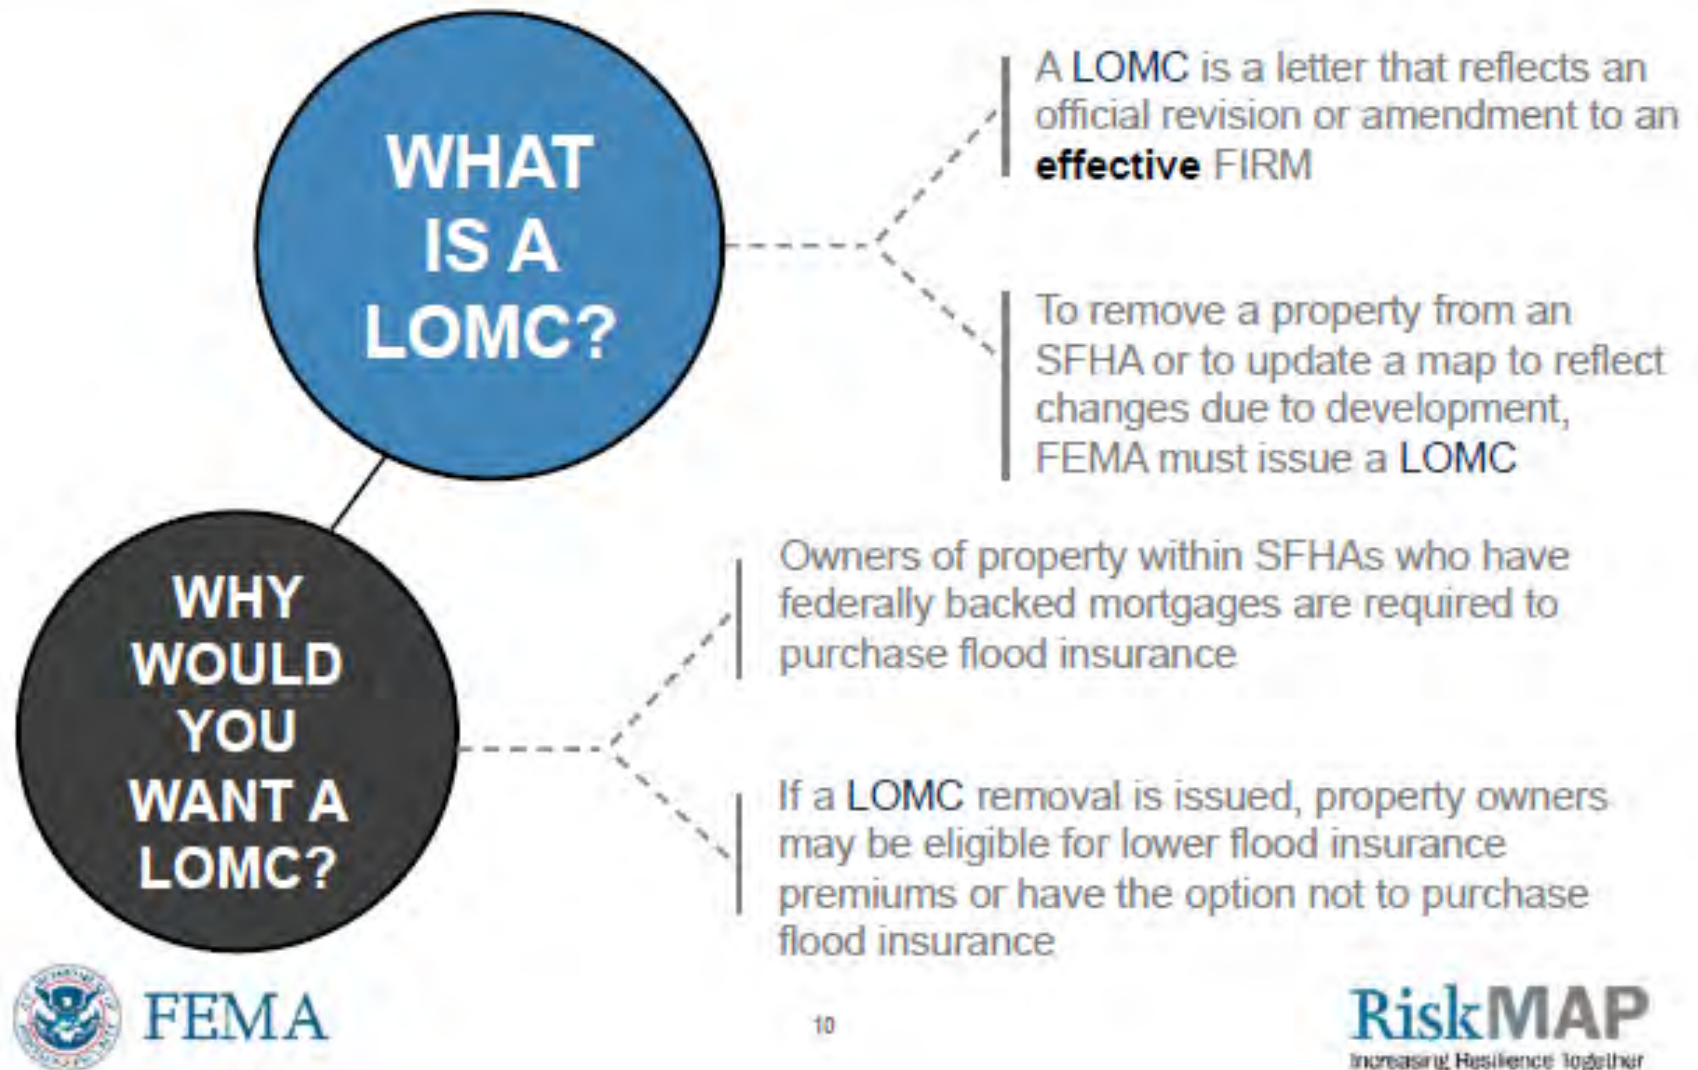 WHAT
IS A
LOMC?
A LOMC is a letter that reflects an
official revision or amendment to an
effective FIRM
To remove a property from an
SFHA or to update a map to reflect
changes due to development,
FEMA must issue a LOMC
WHY
WOULD
YOU
WANT A
LOMC?
Owners of property within SFHAs who have
federally backed mortgages are required to
purchase flood insurance
If a LOMC removal is issued, property owners
may be eligible for lower flood insurance
premiums or have the option not to purchase
flood insurance
FEMA
10
RiskMAP
Increasing Resilience Together